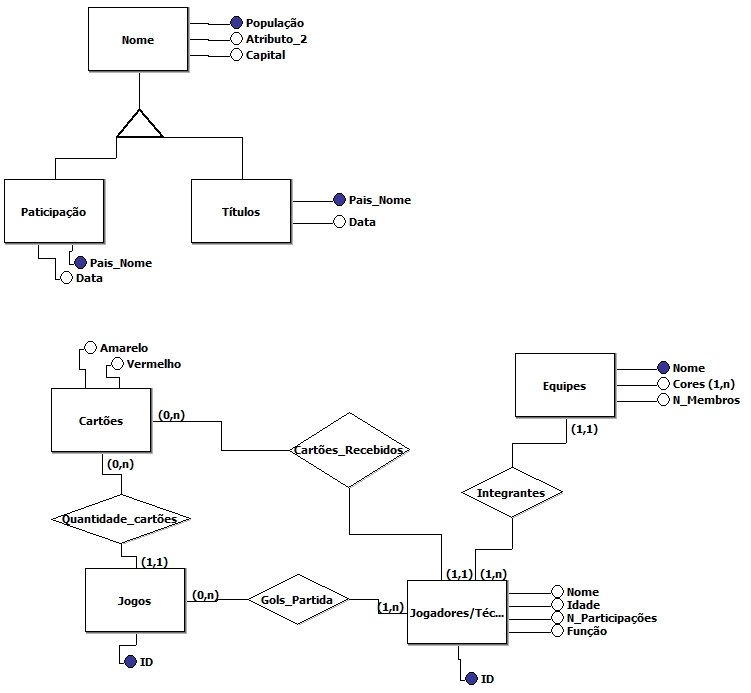 Nome
População
Atributo_2
Capital
Paticipação
Títulos
Pais_Nome
Data
Pais_Nome
Data
Amarelo
Vermelho
Cartões
(0,n)
(0,n)
Cartões_Recebidos
Equipes
Nome
Cores (1,n)
N_Membros
(1,1)
Integrantes
Quantidade_cartões
(1,1)
(1,1)
(1,n)
Jogos
(0,n)
Gols_Partida
(1,n)
Jogadores/Téc...
Nome
Idade
N_Participações
Função
ID
ID